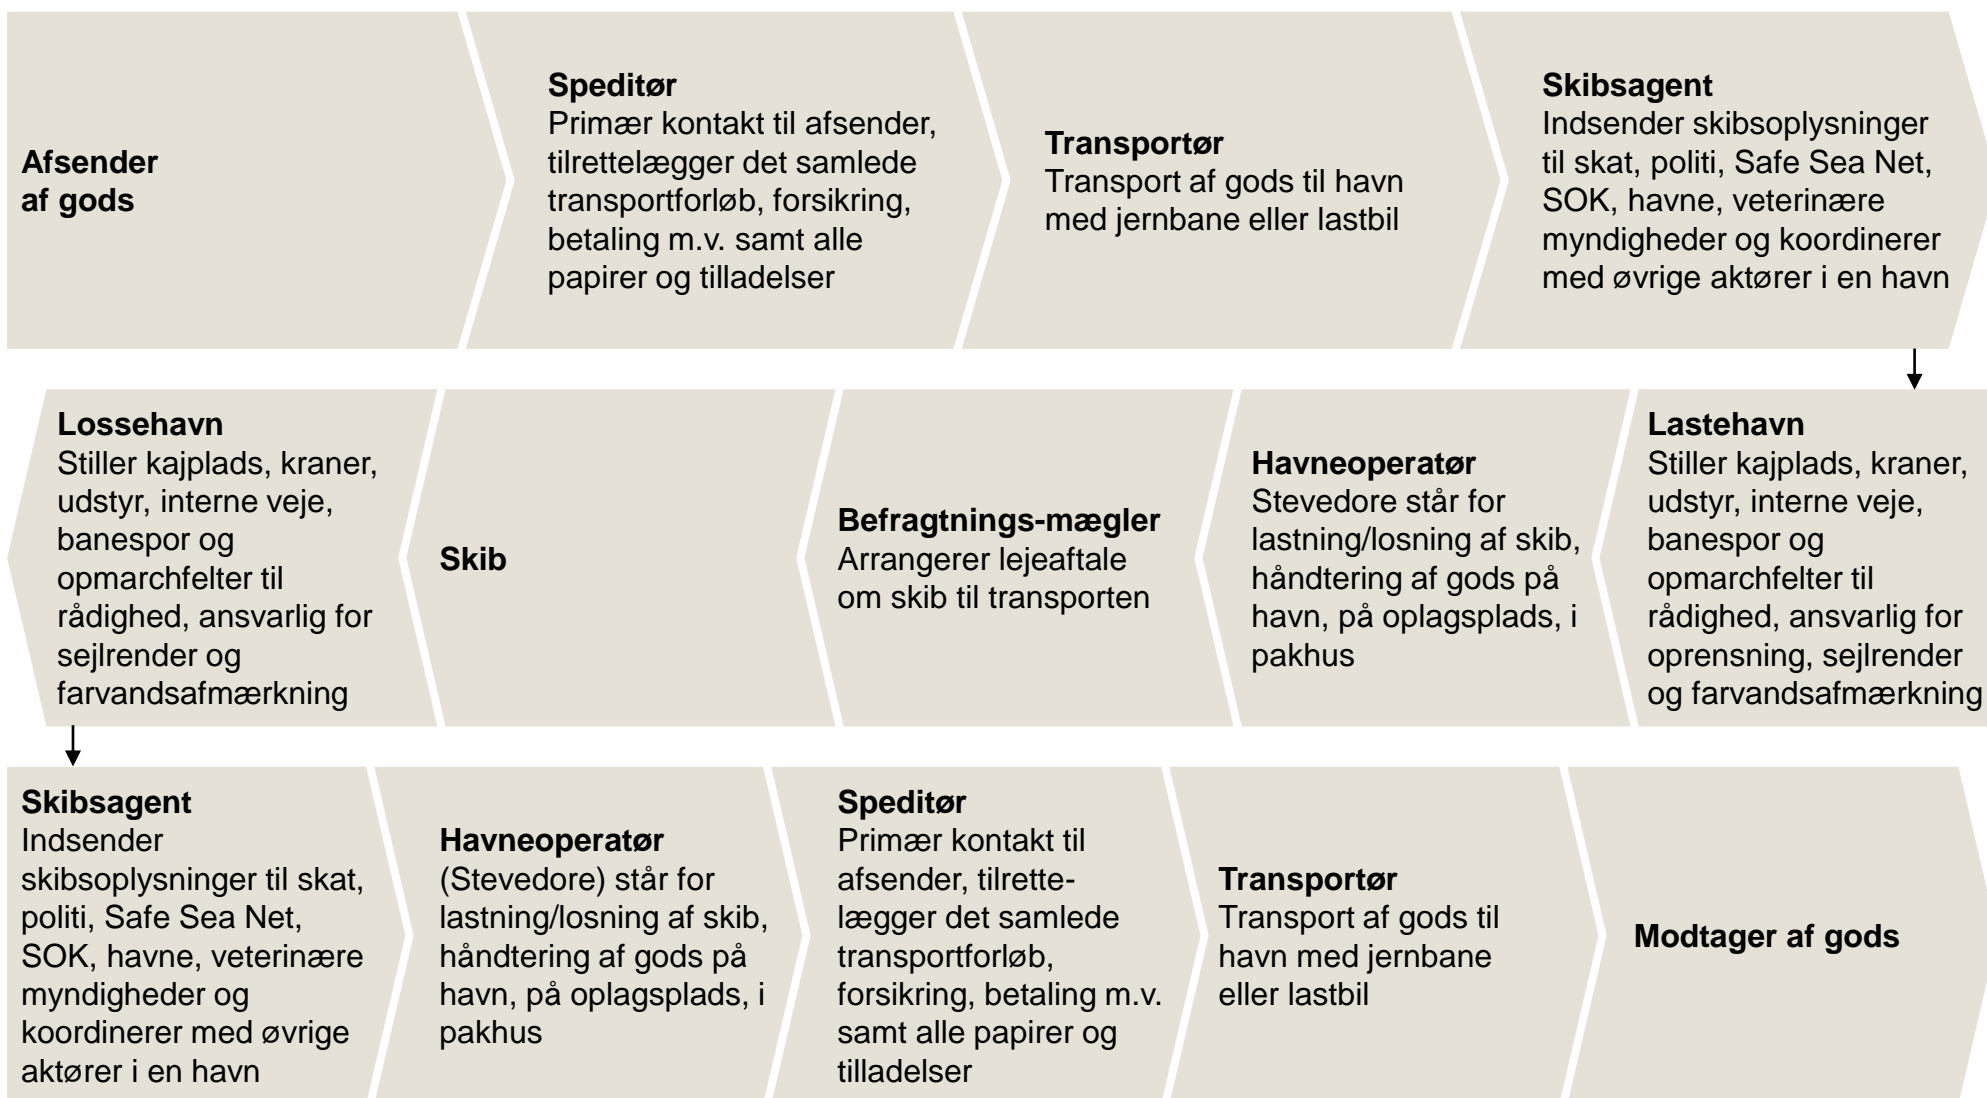 Afsender
af gods
Speditør
Primær kontakt til afsender,
tilrettelægger det samlede
transportforløb, forsikring,
betaling m.v. samt alle
papirer og tilladelser
Transportør
Transport af gods til havn
med jernbane eller lastbil
Skibsagent
Indsender skibsoplysninger
til skat, politi, Safe Sea Net,
SOK, havne, veterinære
myndigheder og koordinerer
med øvrige aktører i en havn
Lastehavn
Stiller kajplads, kraner,
udstyr, interne veje,
banespor og
opmarchfelter til
rådighed, ansvarlig for
oprensning, sejlrender
og farvandsafmærkning
Havneoperatør
Stevedore står for
lastning/losning af skib,
håndtering af gods på
havn, på oplagsplads, i
pakhus
Befragtnings-mægler
Arrangerer lejeaftale
om skib til transporten
Skib
Lossehavn
Stiller kajplads, kraner,
udstyr, interne veje,
banespor og
opmarchfelter til
rådighed, ansvarlig for
sejlrender og
farvandsafmærkning
Skibsagent
Indsender
skibsoplysninger til skat,
politi, Safe Sea Net,
SOK, havne, veterinære
myndigheder og
koordinerer med øvrige
aktører i en havn
Havneoperatør
(Stevedore) står for
lastning/losning af skib,
håndtering af gods på
havn, på oplagsplads, i
pakhus
Speditør
Primær kontakt til
afsender, tilrette-
lægger det samlede
transportforløb,
forsikring, betaling m.v.
samt alle papirer og
tilladelser
Transportør
Transport af gods til
havn med jernbane
eller lastbil
Modtager af gods